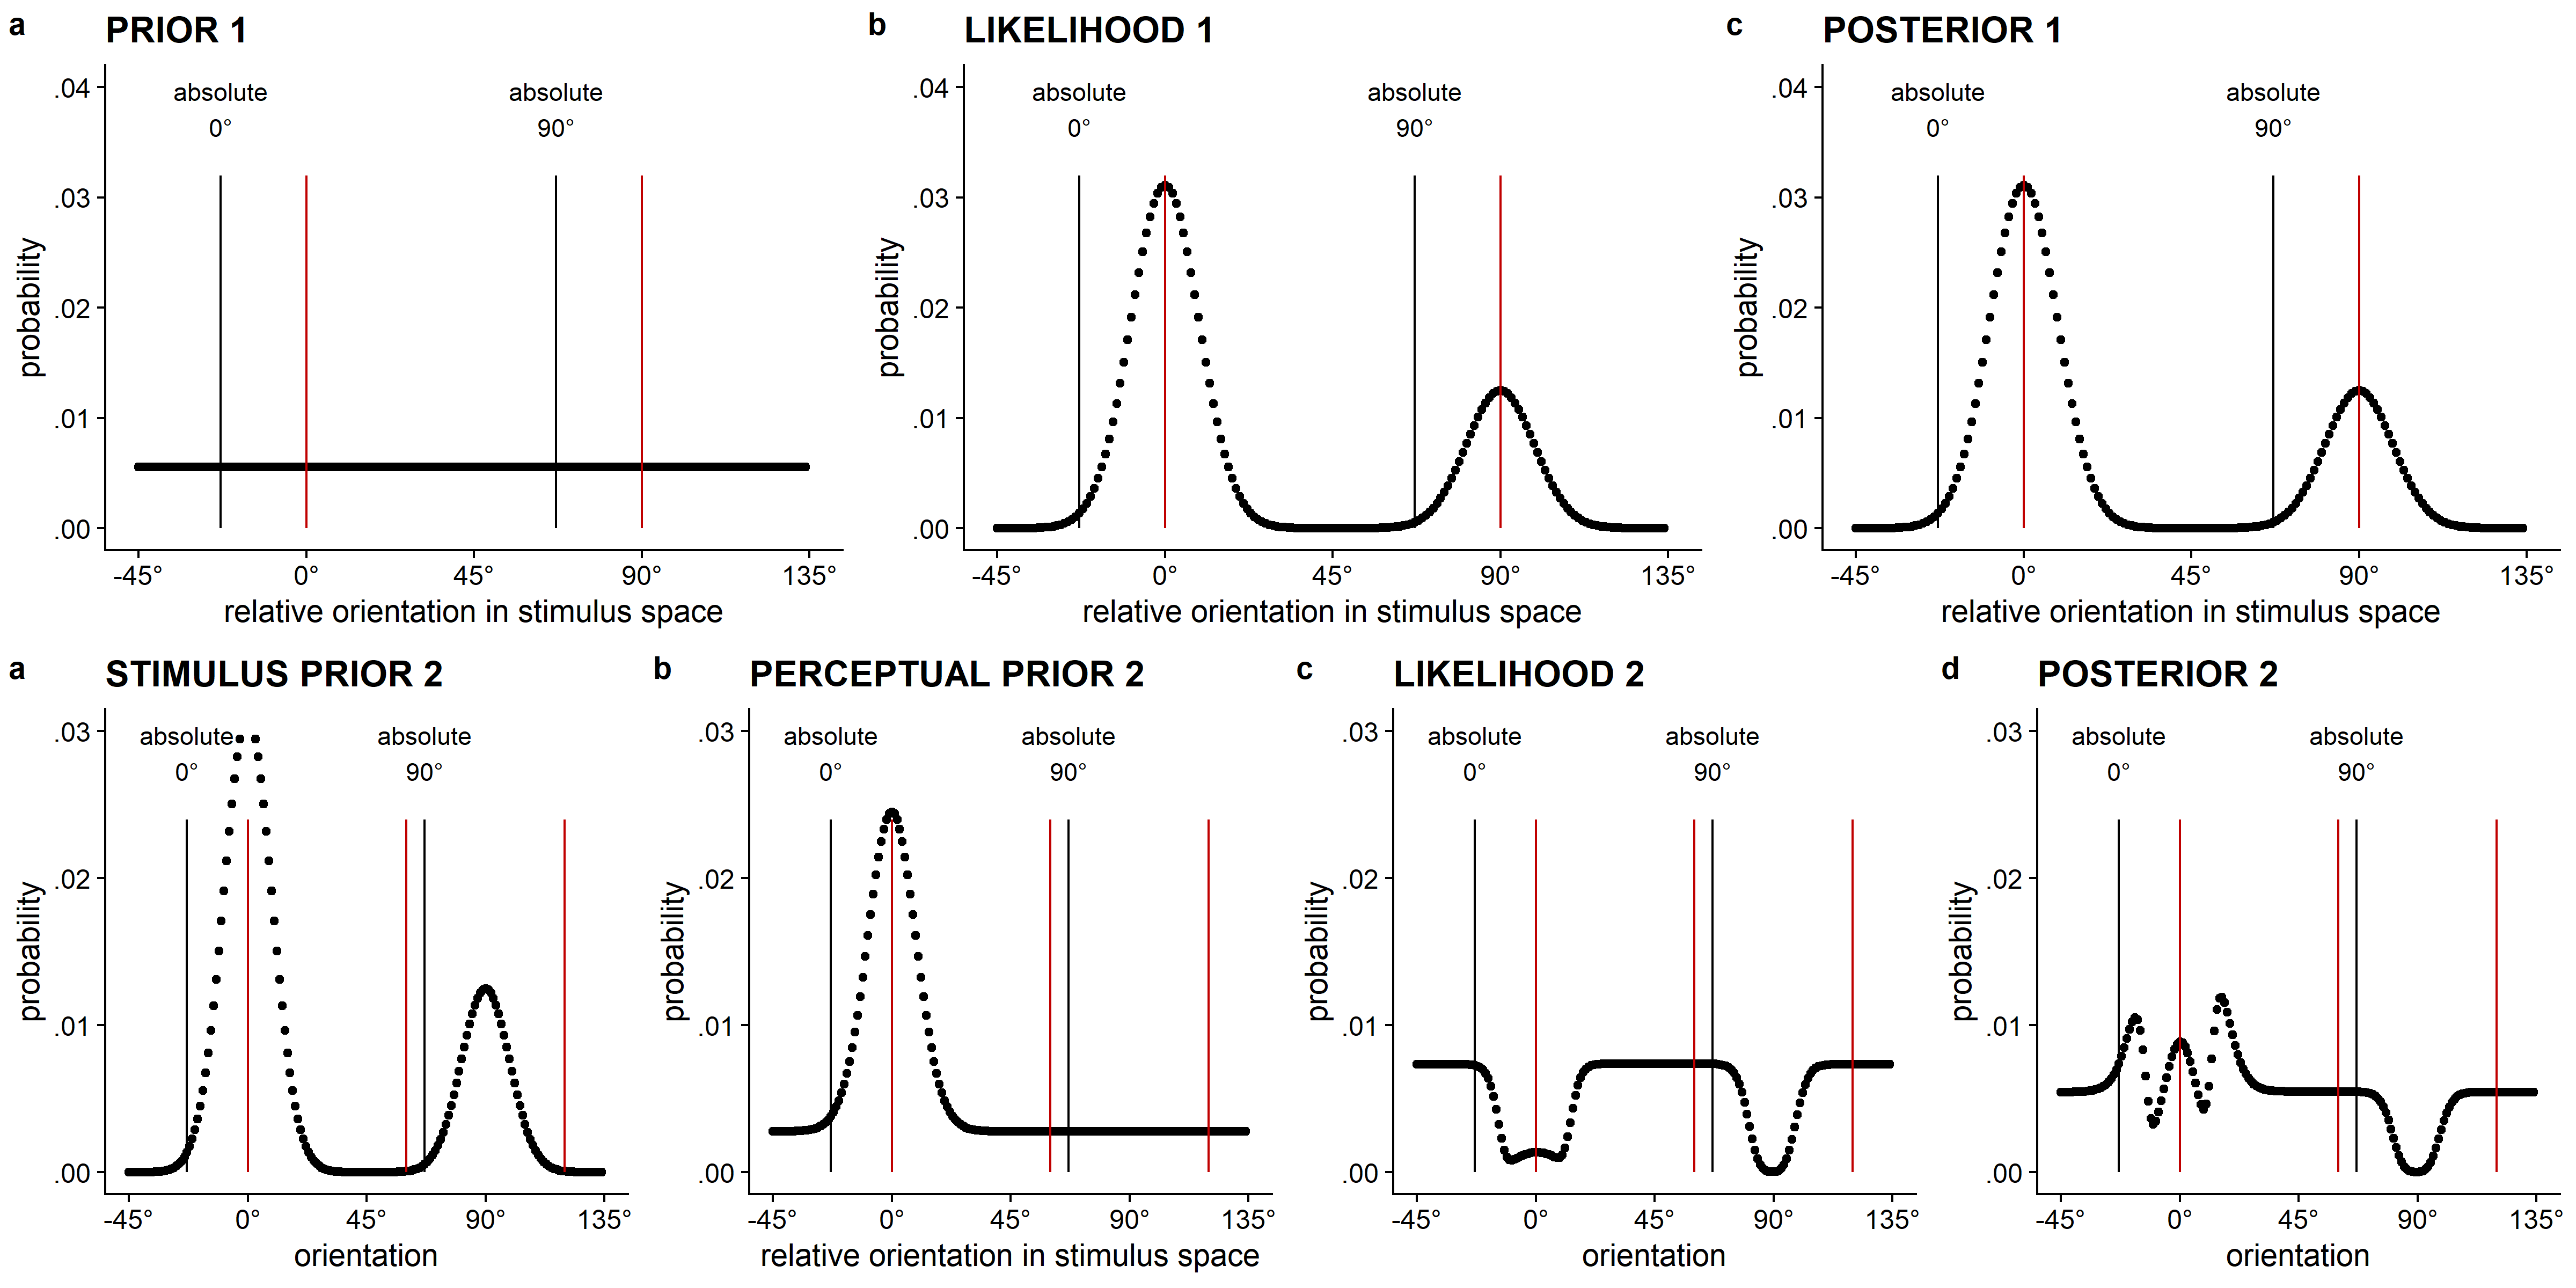 a PRIOR 1
absolute absolute
0° 90°
.04
.03
.02
.01
.00
probability
-45° 0° 45° 90° 135°
relative orientation in stimulus space
b LIKELIHOOD 1
absolute absolute
0° 90°
.04
.03
.02
.01
.00
probability
-45° 0° 45° 90° 135°
relative orientation in stimulus space
c POSTERIOR 1
absolute absolute
0° 90°
.04
.03
.02
.01
.00
probability
-45° 0° 45° 90° 135°
relative orientation in stimulus space
a STIMULUS PRIOR 2
absolute absolute
0° 90°
.03
.02
.01
.00
probability
-45° 0° 45° 90° 135°
orientation
b PERCEPTUAL PRIOR 2
absolute absolute
0° 90°
.03
.02
.01
.00
probability
-45° 0° 45° 90° 135°
relative orientation in stimulus space
c LIKELIHOOD 2
absolute absolute
0° 90°
.03
.02
.01
.00
probability
-45° 0° 45° 90° 135°
orientation
d POSTERIOR 2
absolute absolute
0° 90°
.03
.02
.01
.00
probability
-45° 0° 45° 90° 135°
orientation